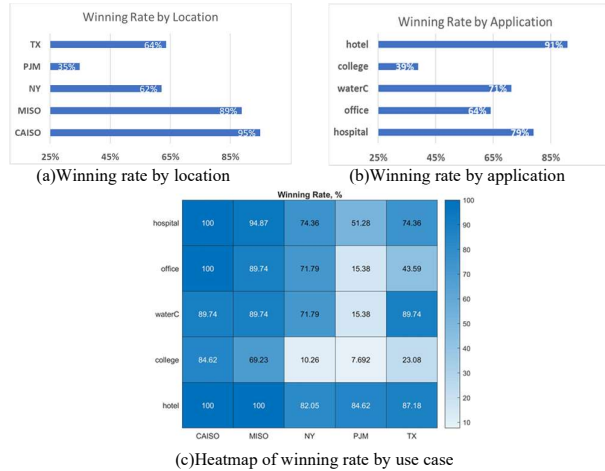 Winning Rate by Location
TX 64%
PJM 35%
NY 62%
MISO 89%
CAISO 95%
25% 45% 65% 85%
(a)Winning rate by location
Winning Rate by Application
hotel 91%
college 39%
waterC 71%
office 64%
hospital 79%
25% 45% 65% 85%
(b)Winning rate by application
Winning Rate, %
hospital 100 94.87 74.36 51.28 74.36
office 100 89.74 71.79 15.38 43.59
waterC 89.74 89.74 71.79 15.38 89.74
college 84.62 69.23 10.26 7.692 23.08
hotel 100 100 82.05 84.62 87.18
CAISO MISO NY PJM TX
100
90
80
70
60
50
40
30
20
10
(c)Heatmap of winning rate by use case